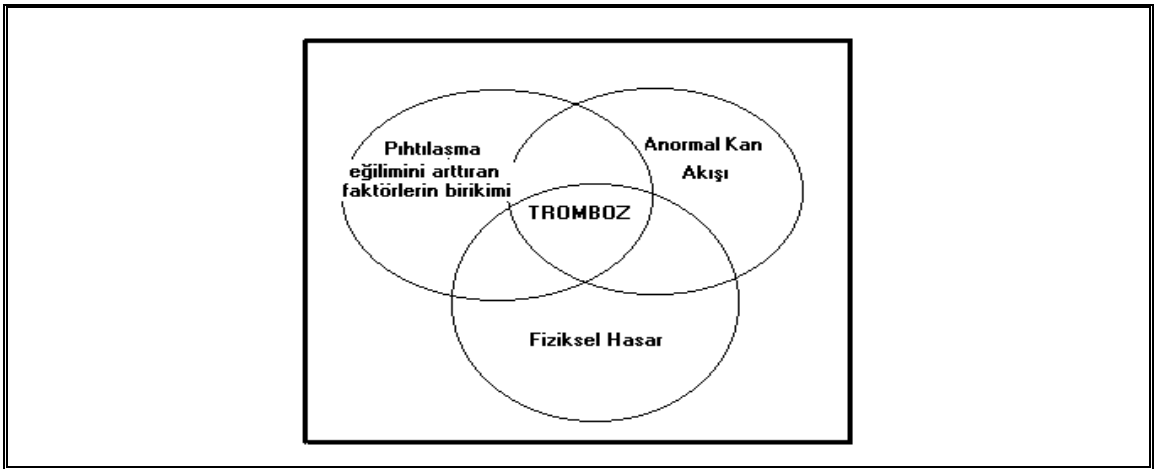 Pıhtılaşma
eğilimini arttıran
faktörlerin birikimi
Anormal Kan
Akışı
TROMBOZ
Fiziksel Hasar